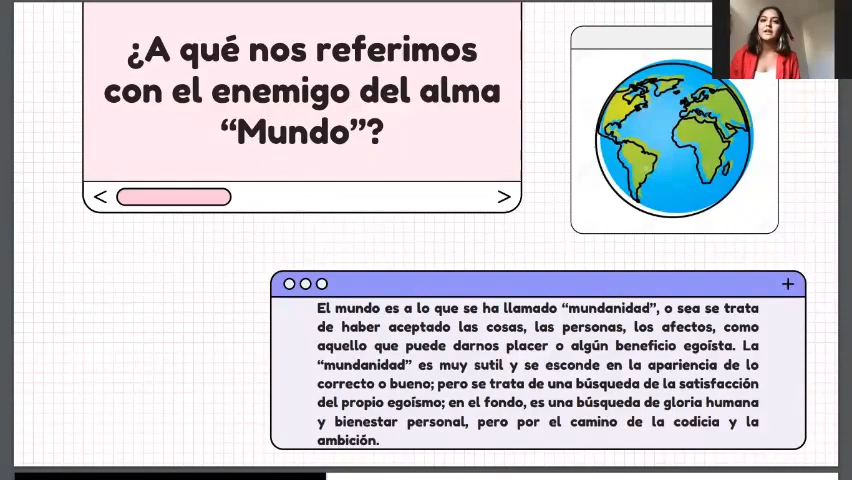 ¿A qué nos referimos
con el enemigo del alma
“Mundo”?
El mundo es a lo que se ha llamado “mundanidad”, o sea se trata
de haber aceptado las cosas, las personas, los afectos, como
aquello que puede darnos placer o algún beneficio egoísta. La
“mundanidad” es muy sutil y se esconde en la apariencia de lo
correcto o bueno; pero se trata de una búsqueda de la satisfacción
del propio egoísmo; en el fondo, es una búsqueda de gloria humana
y bienestar personal, pero por el camino de la codicia y la
ambición.